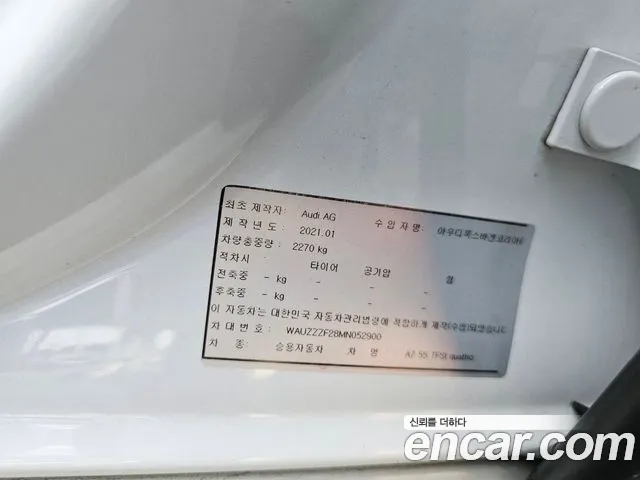 최초 제작자: Audi AG 수입자명: 아우디폭스바겐코리아㈜
제작년도: 2021.01
차량총중량: 2270 kg
적차시 : 타이어 공기압 림
전축중 - kg - - -
후축중 - kg - - -
이 자동차는 대한민국 자동차관리법령에 적합하게 제작(수입)되었습니다
차대번호: WAUZZZF28MN052900
차종: 승용자동차 차명 A7 55 TFSI quattro
신뢰를 더하다
encar.com